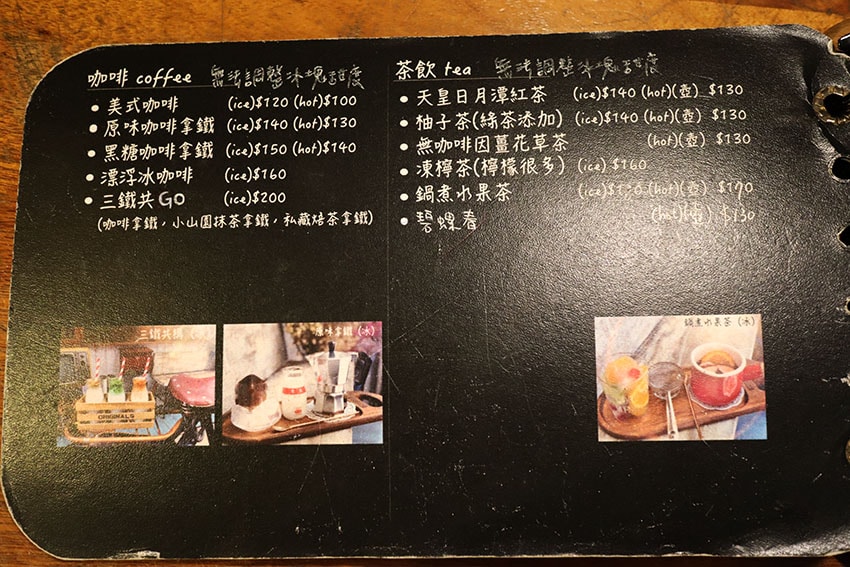 咖啡 coffee 無法調整冰塊甜度
• 美式咖啡 (ice)$120 (hot)$100
• 原味咖啡拿鐵 (ice)$140 (hot)$130
• 黑糖咖啡拿鐵 (ice)$150 (hot)$140
• 漂浮冰咖啡 (ice)$160
• 三鐵共GO (ice)$200
(咖啡拿鐵，小山園抹茶拿鐵，私藏焙茶拿鐵)
三鐵共構
ORIGINALS
原味拿鐵 (冰)
茶飲 tea 無法調整冰塊甜度
• 天皇日月潭紅茶 (ice)$140 (hot)(壺) $130
• 柚子茶(綠茶添加) (ice)$140 (hot)(壺) $130
• 無咖啡因薑花草茶 (hot)(壺) $130
• 凍檸茶(檸檬很多) (ice) $160
• 鍋煮水果茶 (ice) (hot)(壺) $170
• 碧螺春 (hot)(壺) $130
鍋煮水果茶 (冰)